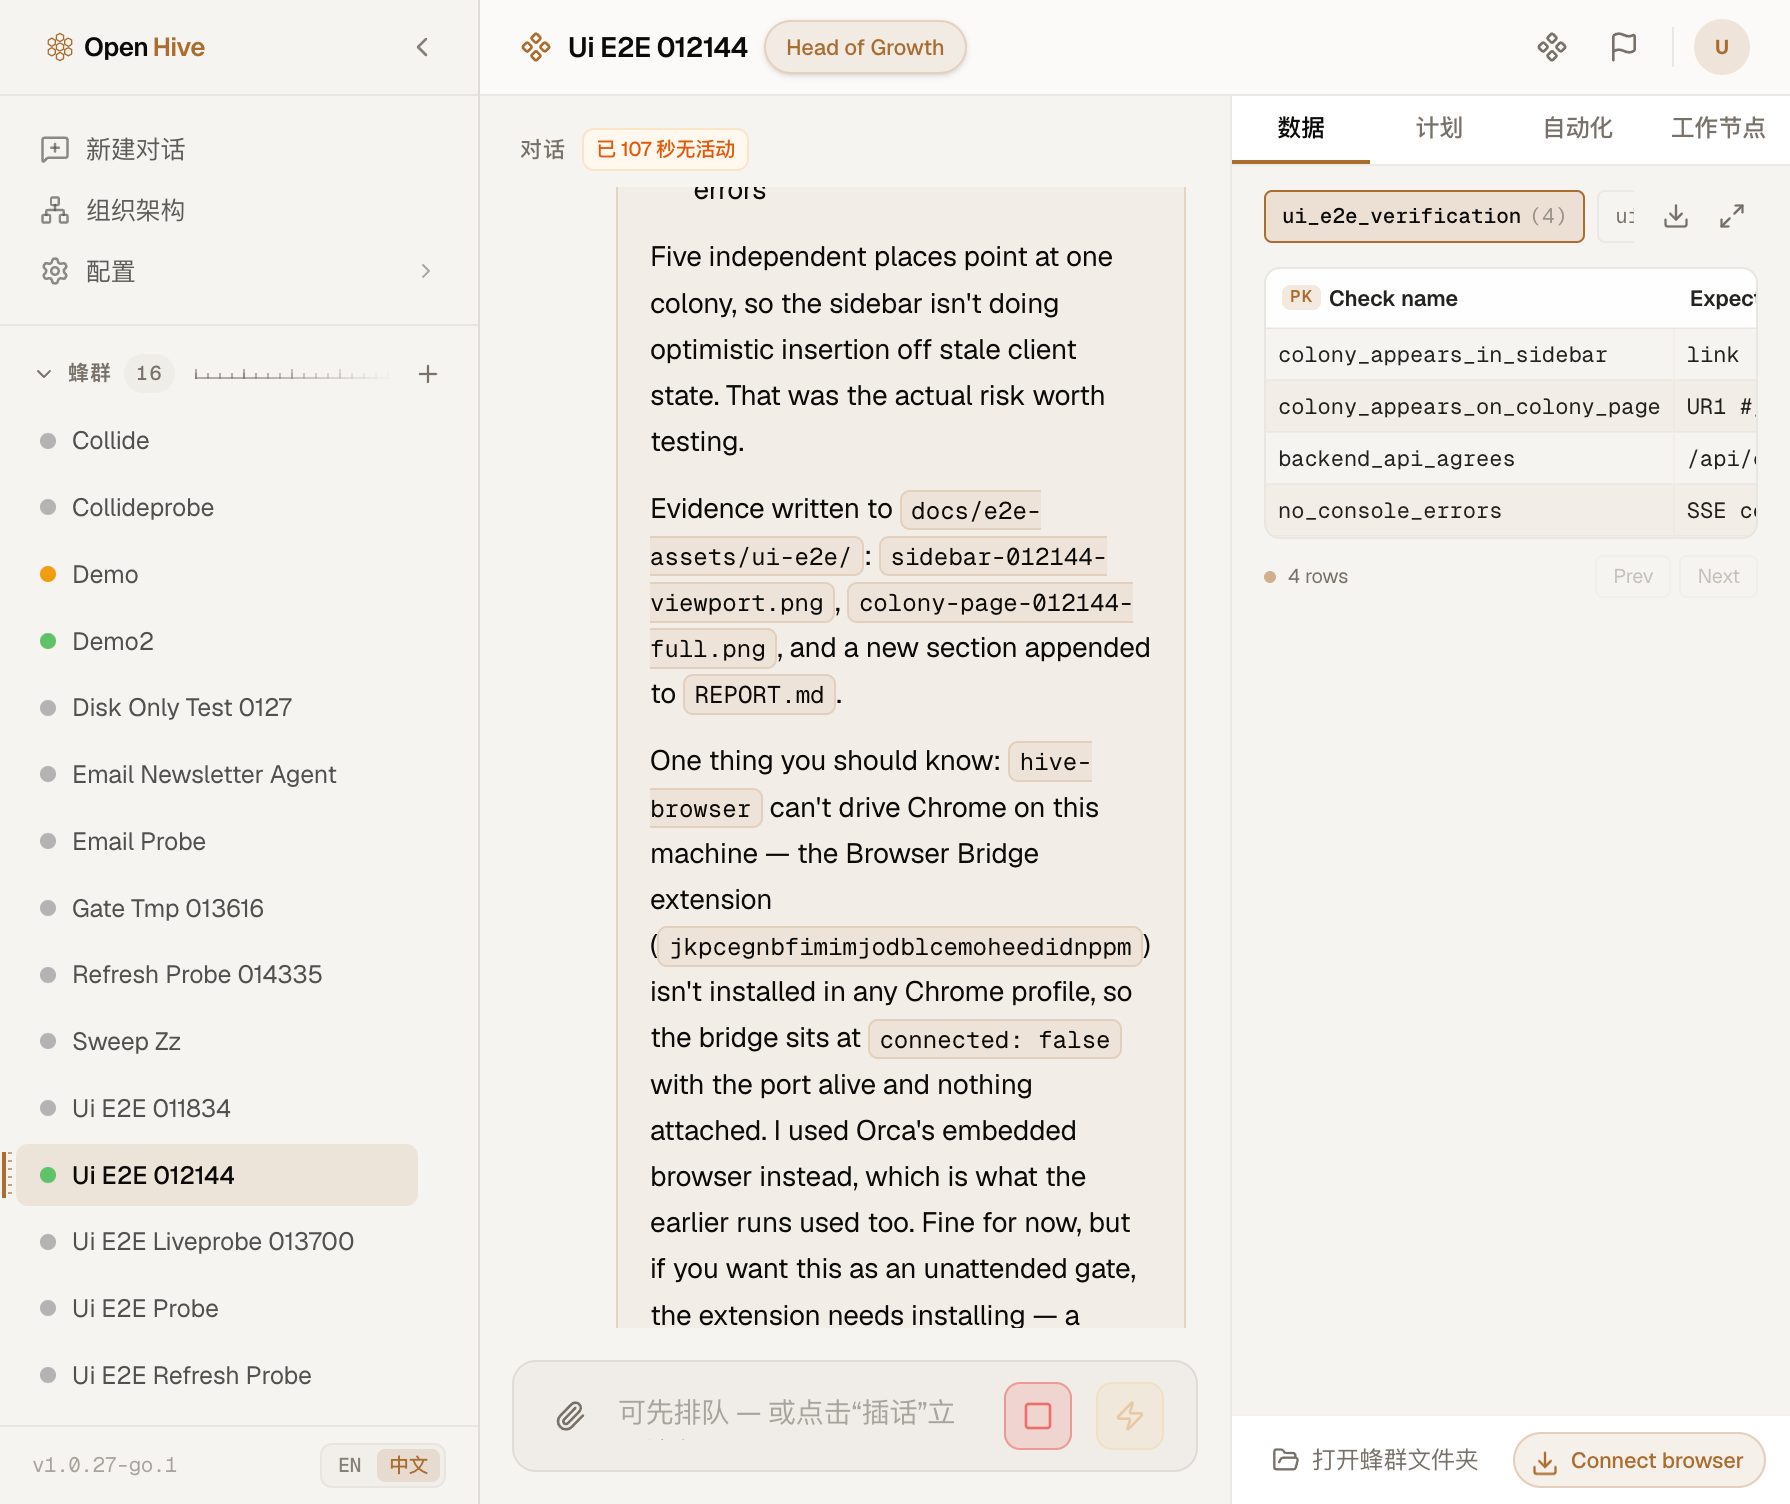 Open Hive
新建对话
组织架构
配置
蜂群 16
Collide
Collideprobe
Demo
Demo2
Disk Only Test 0127
Email Newsletter Agent
Email Probe
Gate Tmp 013616
Refresh Probe 014335
Sweep Zz
Ui E2E 011834
Ui E2E 012144
Ui E2E Liveprobe 013700
Ui E2E Probe
Ui E2E Refresh Probe
v1.0.27-go.1
EN 中文
Ui E2E 012144 Head of Growth
U
对话 已 107 秒无活动
errors
Five independent places point at one
colony, so the sidebar isn't doing
optimistic insertion off stale client
state. That was the actual risk worth
testing.
Evidence written to docs/e2e-
assets/ui-e2e/ : sidebar-012144-
viewport.png , colony-page-012144-
full.png , and a new section appended
to REPORT.md .
One thing you should know: hive-
browser can't drive Chrome on this
machine — the Browser Bridge
extension
( jkpcegnbfimimjodblcemoheedidnppm )
isn't installed in any Chrome profile, so
the bridge sits at connected: false
with the port alive and nothing
attached. I used Orca's embedded
browser instead, which is what the
earlier runs used too. Fine for now, but
if you want this as an unattended gate,
the extension needs installing — a
可先排队 — 或点击“插话”立
数据 计划 自动化 工作节点
ui_e2e_verification (4) ui
PK Check name Expec
colony_appears_in_sidebar link
colony_appears_on_colony_page UR1 #
backend_api_agrees /api/
no_console_errors SSE c
4 rows Prev Next
打开蜂群文件夹 Connect browser